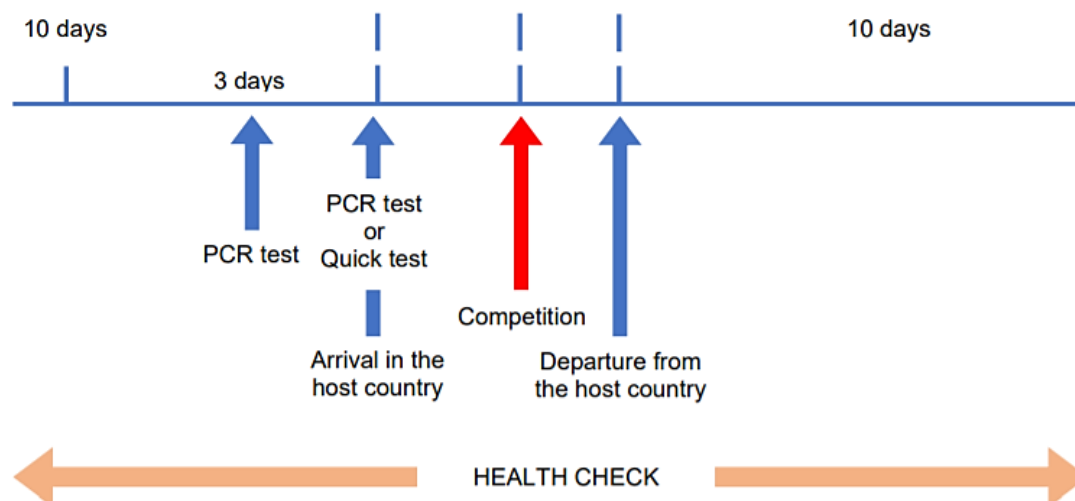 10 days
10 days
3 days
PCR test
PCR test
or
Quick test
Competition
Arrival in the
host country
Departure from
the host country
HEALTH CHECK